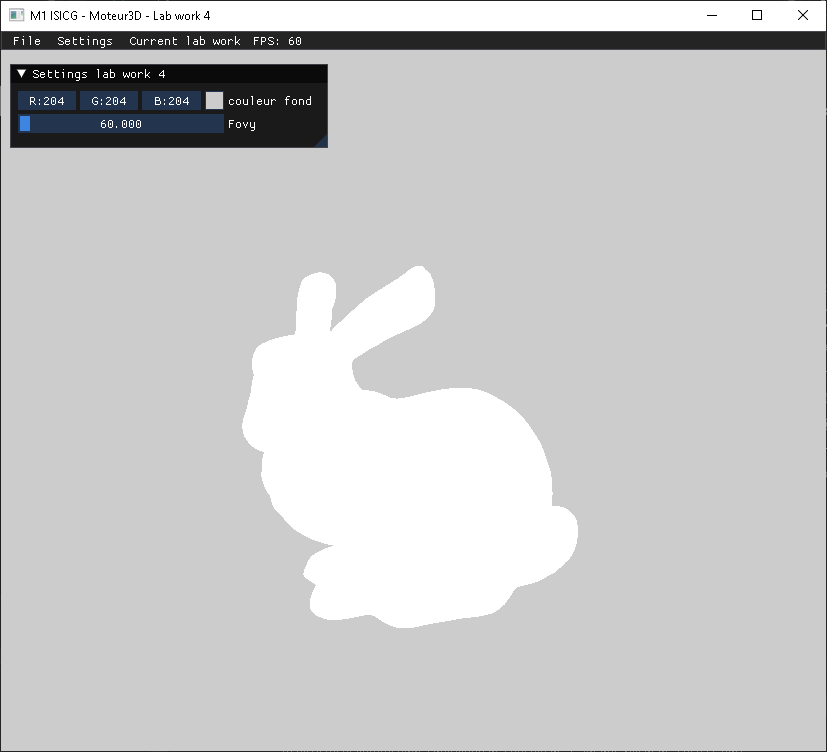 M1 ISICG - Moteur3D - Lab work 4
File Settings Current lab work FPS: 60
Settings lab work 4
R:204 G:204 B:204 couleur fond
60.000 Fovy